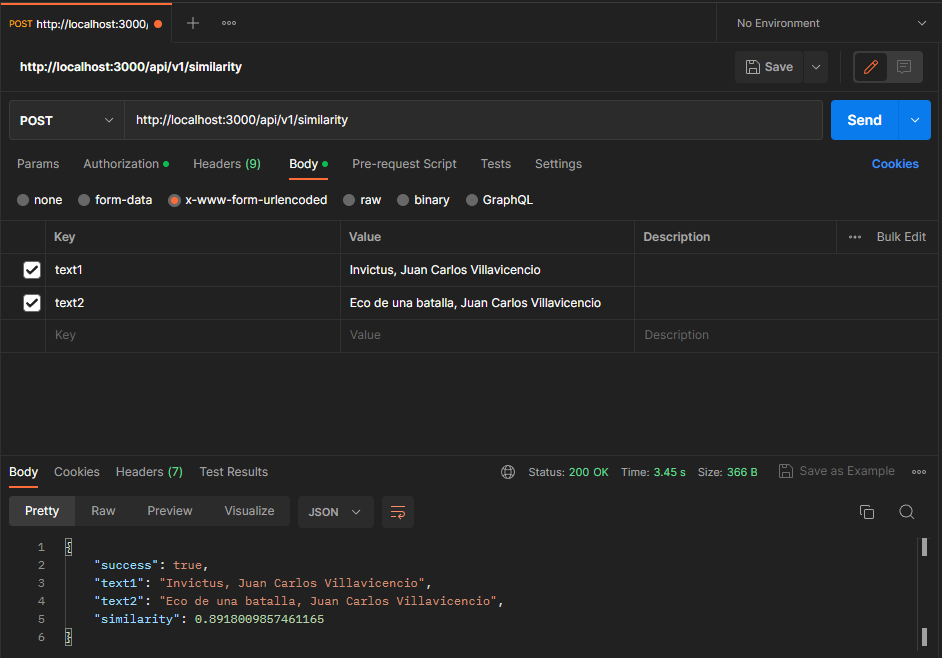 POST http://localhost:3000/
No Environment
http://localhost:3000/api/v1/similarity
Save
POST http://localhost:3000/api/v1/similarity Send
Params Authorization Headers (9) Body Pre-request Script Tests Settings Cookies
none form-data x-www-form-urlencoded raw binary GraphQL
Key Value Description Bulk Edit
text1 Invictus, Juan Carlos Villavicencio
text2 Eco de una batalla, Juan Carlos Villavicencio
Key Value Description
Body Cookies Headers (7) Test Results Status: 200 OK Time: 3.45 s Size: 366 B Save as Example
Pretty Raw Preview Visualize JSON
1 {
2 "success": true,
3 "text1": "Invictus, Juan Carlos Villavicencio",
4 "text2": "Eco de una batalla, Juan Carlos Villavicencio",
5 "similarity": 0.8918009857461165
6 }